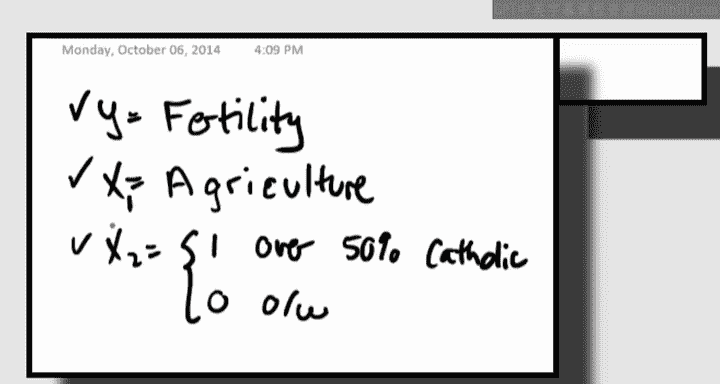 Monday, October 06, 2014 4:09 PM
✓ y = Fertility
✓ X₁ = Agriculture
✓ X₂ = { 1 over 50% Catholic
0 o/w